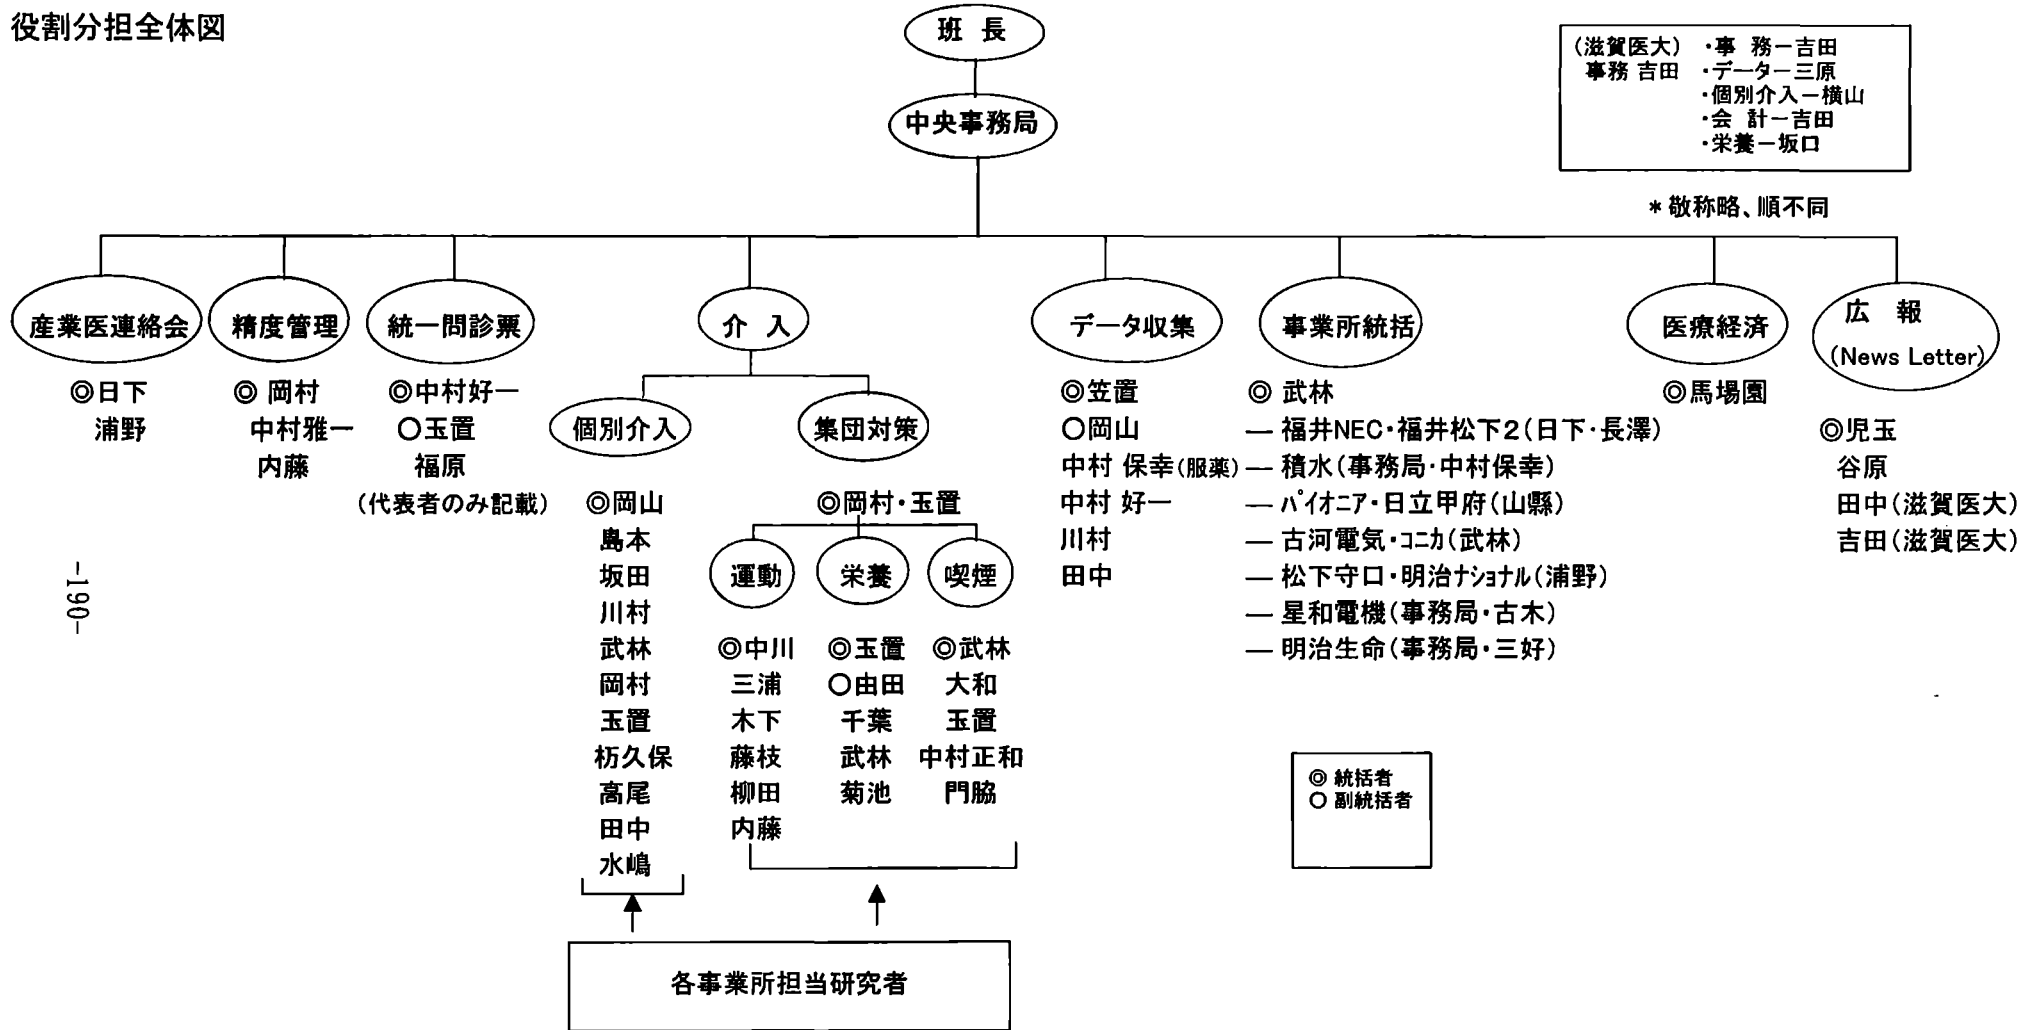 役割分担全体図
班 長
中央事務局
(滋賀医大) ・事 務－吉田
事務 吉田 ・データ－三原
・個別介入－横山
・会 計－吉田
・栄養－坂口
＊敬称略、順不同
産業医連絡会
◎日下
浦野
精度管理
◎ 岡村
中村雅一
内藤
統一問診票
◎中村好一
○玉置
福原
(代表者のみ記載)
介 入
個別介入
◎岡山
島本
坂田
川村
武林
岡村
玉置
杤久保
高尾
田中
水嶋
集団対策
◎岡村・玉置
運動
◎中川
三浦
木下
藤枝
柳田
内藤
栄養
◎玉置
○由田
千葉
武林
菊池
喫煙
◎武林
大和
玉置
中村正和
門脇
各事業所担当研究者
データ収集
◎笠置
○岡山
中村 保幸(服薬)
中村 好一
川村
田中
事業所統括
◎ 武林
― 福井NEC・福井松下2(日下・長澤)
― 積水(事務局・中村保幸)
― パイオニア・日立甲府(山縣)
― 古河電気・コニカ(武林)
― 松下守口・明治ナショナル(浦野)
― 星和電機(事務局・古木)
― 明治生命(事務局・三好)
医療経済
◎馬場園
広 報
(News Letter)
◎児玉
谷原
田中(滋賀医大)
吉田(滋賀医大)
◎ 統括者
○ 副統括者
-190-